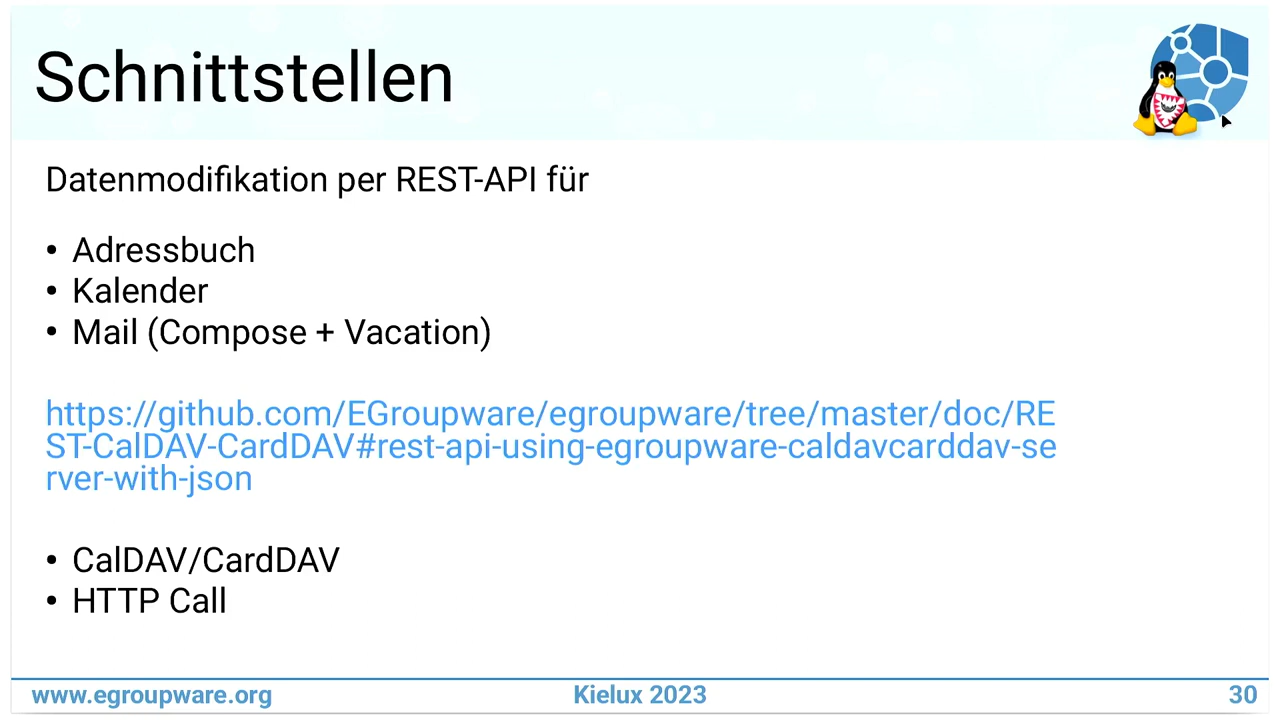 Schnittstellen
Datenmodifikation per REST-API für
• Adressbuch
• Kalender
• Mail (Compose + Vacation)
https://github.com/EGroupware/egroupware/tree/master/doc/RE
ST-CalDAV-CardDAV#rest-api-using-egroupware-caldavcarddav-se
rver-with-json
• CalDAV/CardDAV
• HTTP Call
www.egroupware.org Kielux 2023 30